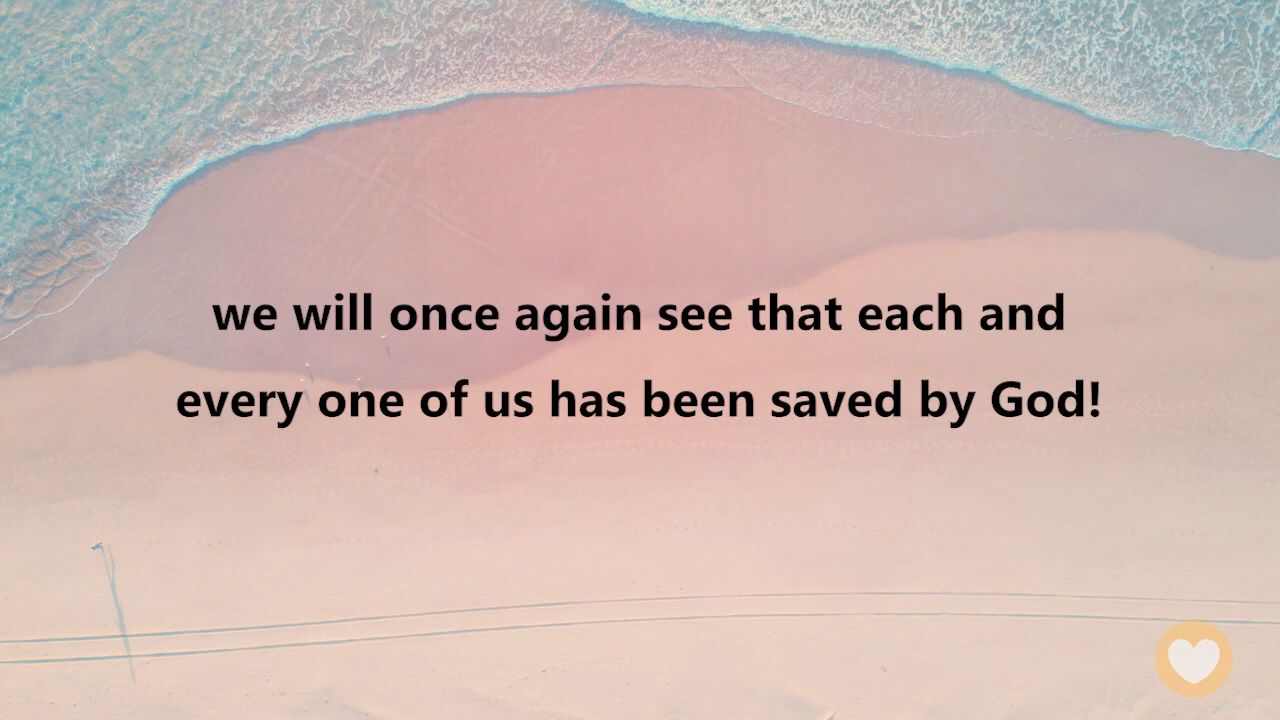 we will once again see that each and
every one of us has been saved by God!